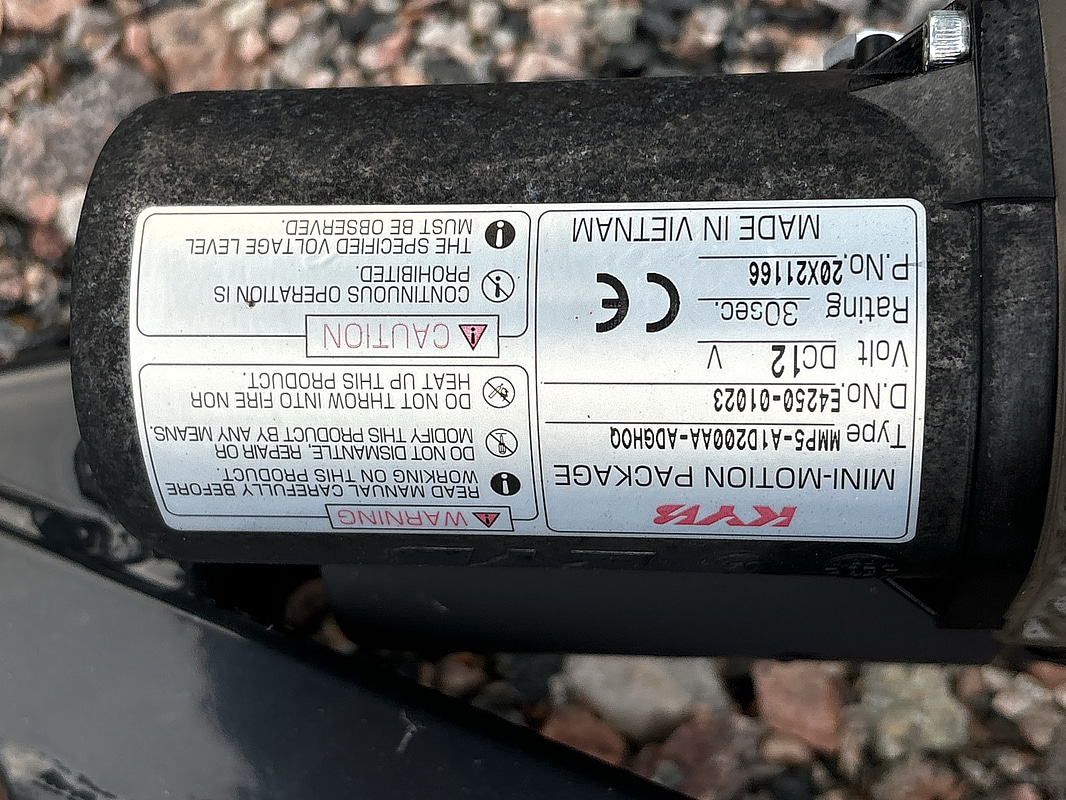 KYB
MINI-MOTION PACKAGE
Type MMP5-A1D200AA-ADGHOQ
D.No. E4250-01023
Volt DC12 V
Rating 30sec.
P.No. 20X21166
CE
MADE IN VIETNAM
WARNING
READ MANUAL CAREFULLY BEFORE
WORKING ON THIS PRODUCT.
DO NOT DISMANTLE, REPAIR OR
MODIFY THIS PRODUCT BY ANY MEANS.
DO NOT THROW INTO FIRE NOR
HEAT UP THIS PRODUCT.
CAUTION
CONTINUOUS OPERATION IS
PROHIBITED.
THE SPECIFIED VOLTAGE LEVEL
MUST BE OBSERVED.